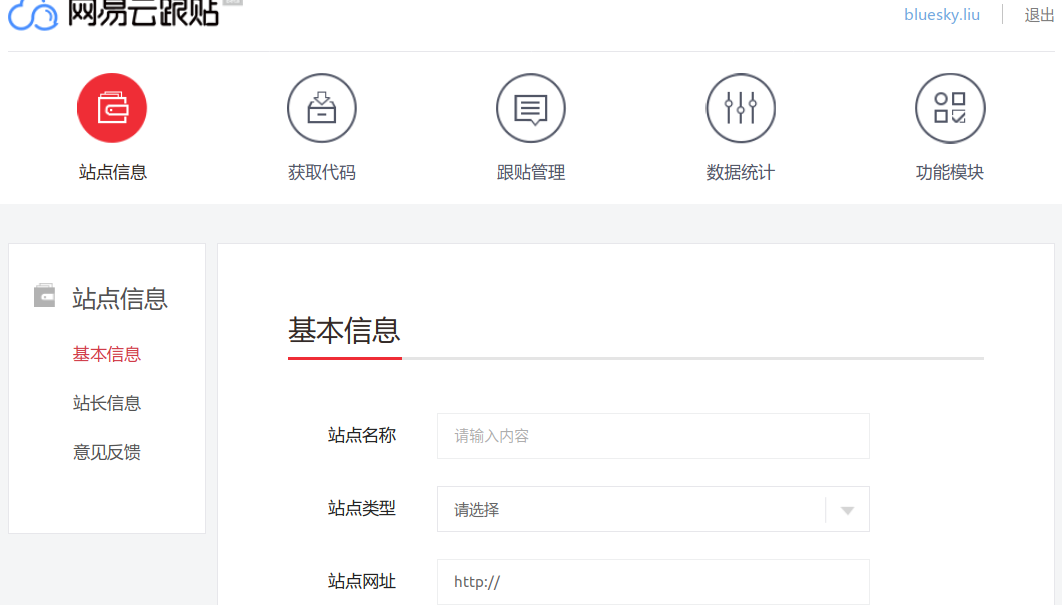 网易云跟贴
bluesky.liu
退出
站点信息
获取代码
跟贴管理
数据统计
功能模块
站点信息
基本信息
站长信息
意见反馈
基本信息
站点名称
请输入内容
站点类型
请选择
站点网址
http://